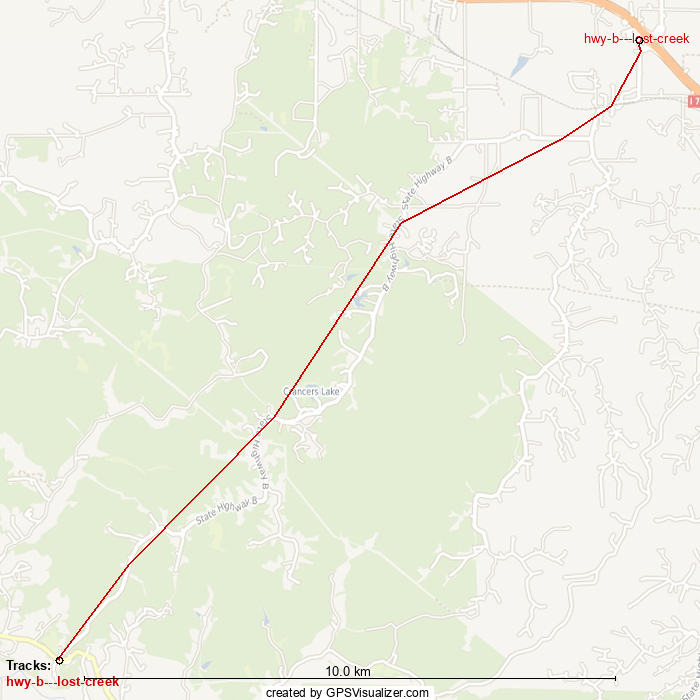 hwy-b---lost-creek
I 7
State Highway B
State Highway B
Crancers Lake
State Highway B
State Highway B
Tracks:
hwy-b---lost-creek
10.0 km
created by GPSVisualizer.com